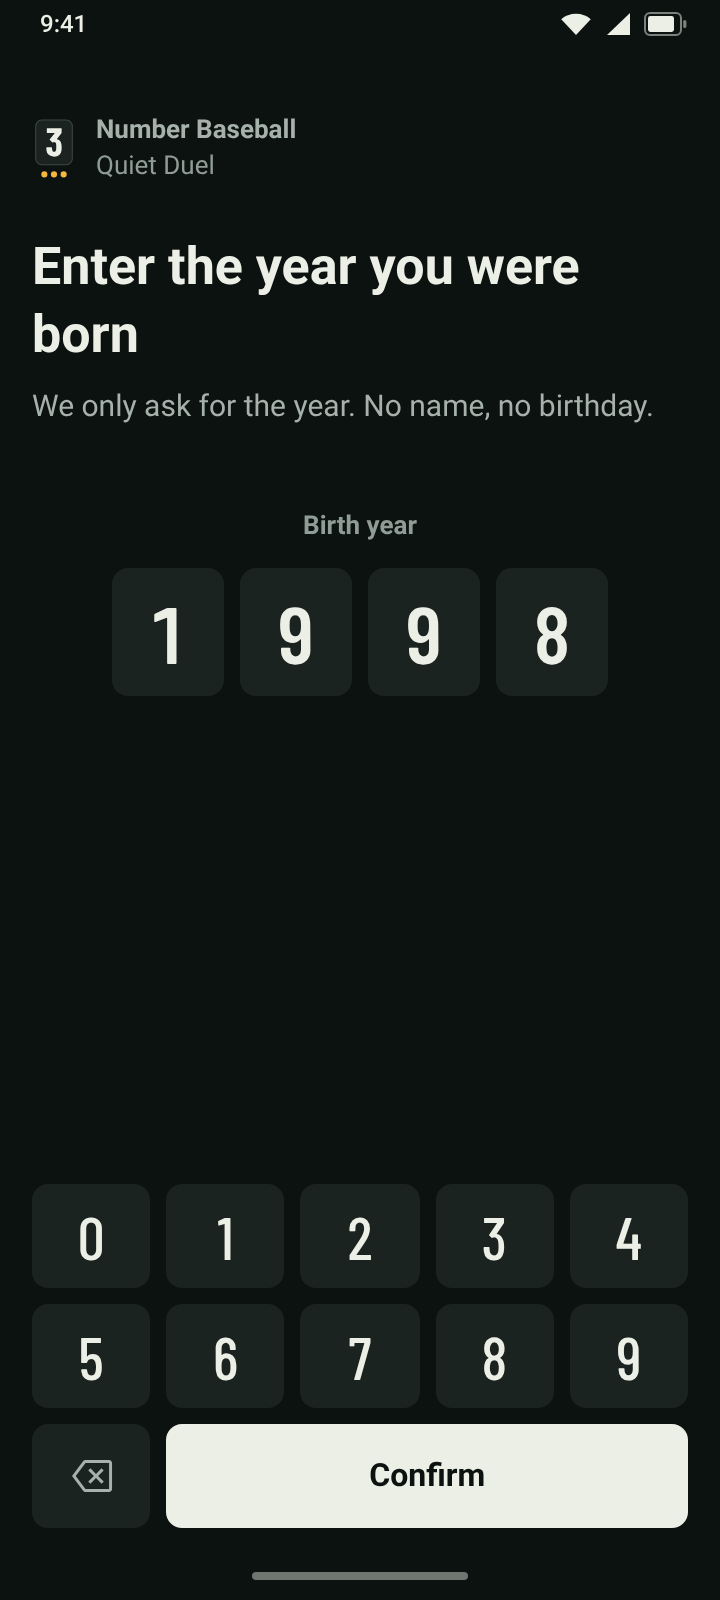 9:41
3
Number Baseball
Quiet Duel
Enter the year you were
born
We only ask for the year. No name, no birthday.
Birth year
1 9 9 8
0 1 2 3 4
5 6 7 8 9
Confirm